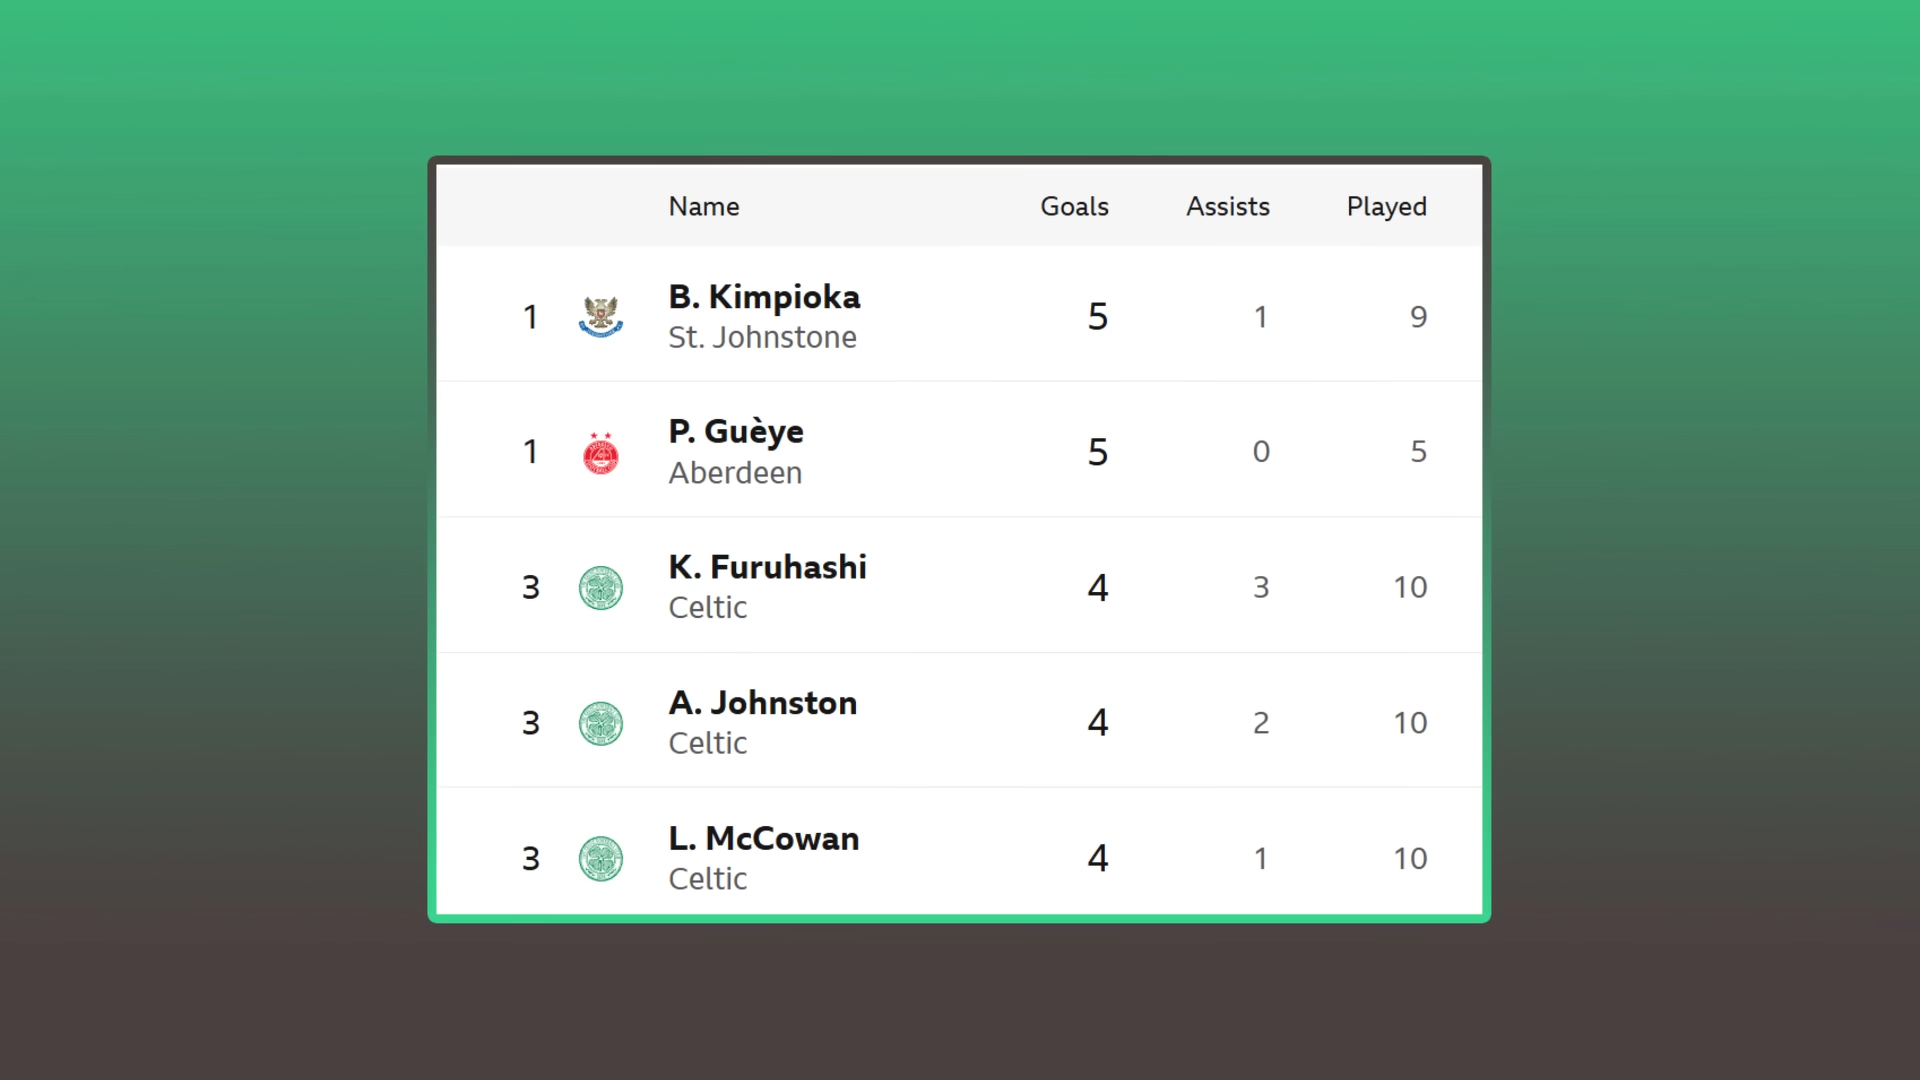 Name Goals Assists Played
1 B. Kimpioka 5 1 9
St. Johnstone
1 P. Guèye 5 0 5
Aberdeen
3 K. Furuhashi 4 3 10
Celtic
3 A. Johnston 4 2 10
Celtic
3 L. McCowan 4 1 10
Celtic